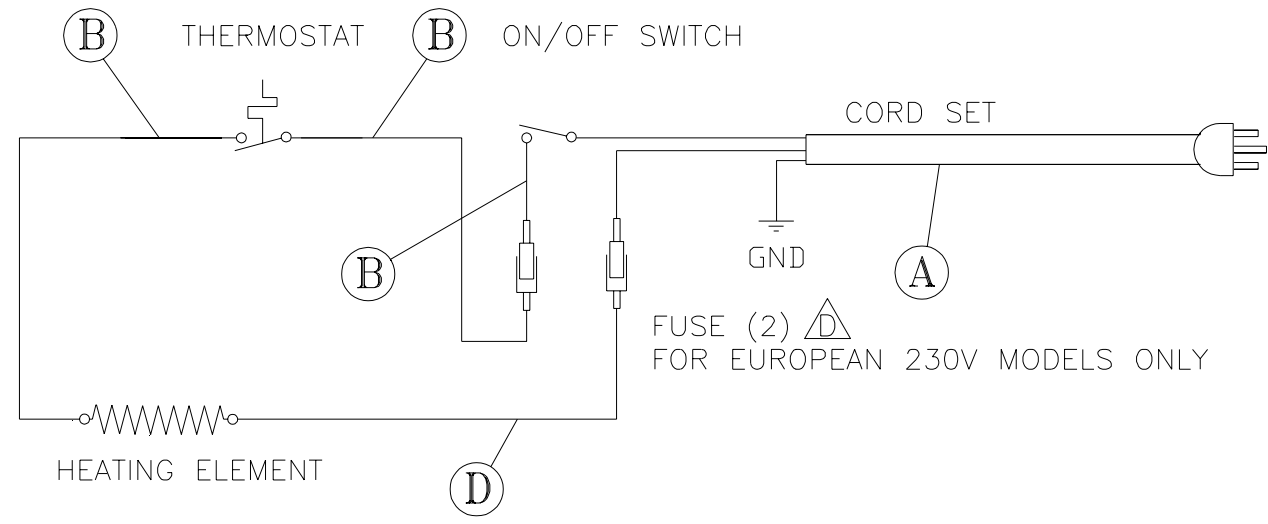 B
THERMOSTAT
B
ON/OFF SWITCH
CORD SET
B
GND
A
FUSE (2) D
FOR EUROPEAN 230V MODELS ONLY
HEATING ELEMENT
D